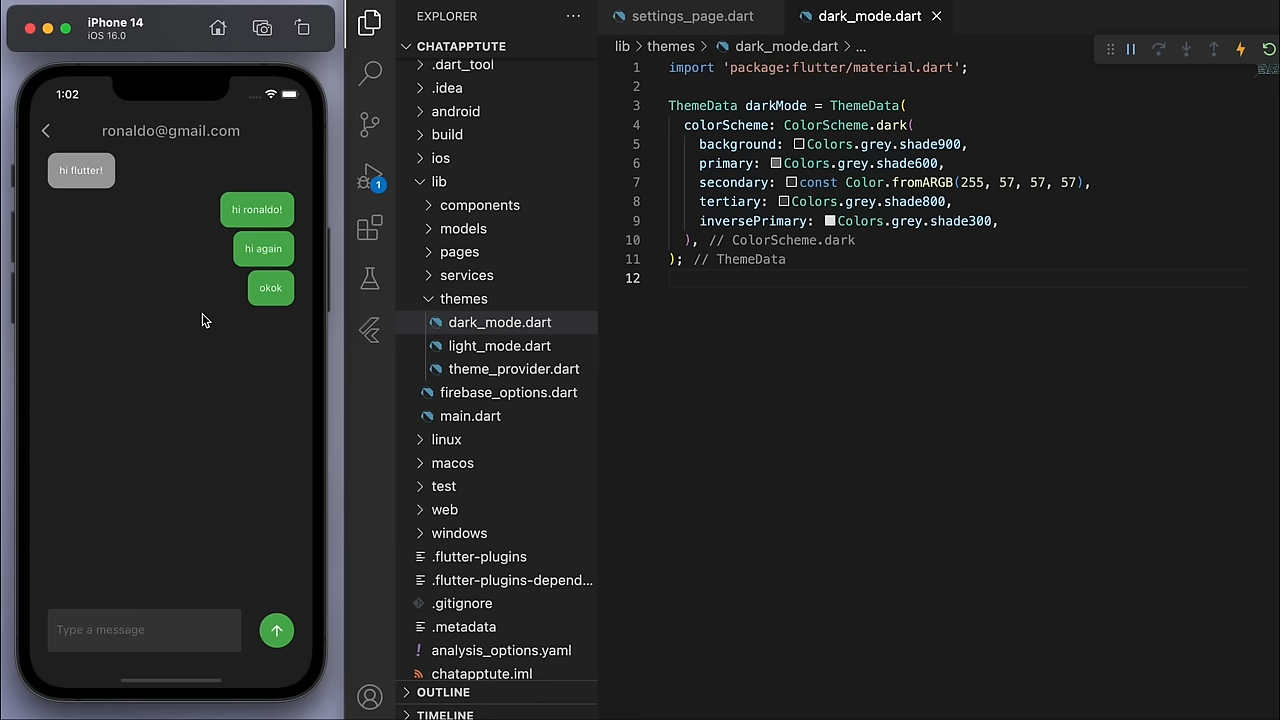 iPhone 14
iOS 16.0
1:02
ronaldo@gmail.com
hi flutter!
hi ronaldo!
hi again
okok
Type a message
1
EXPLORER
CHATAPPTUTE
.dart_tool
.idea
android
build
ios
lib
components
models
pages
services
themes
dark_mode.dart
light_mode.dart
theme_provider.dart
firebase_options.dart
main.dart
linux
macos
test
web
windows
.flutter-plugins
.flutter-plugins-depend...
.gitignore
.metadata
analysis_options.yaml
chatapptute.iml
OUTLINE
TIMELINE
settings_page.dart
dark_mode.dart
lib > themes > dark_mode.dart > ...
1 import 'package:flutter/material.dart';
2
3 ThemeData darkMode = ThemeData(
4 colorScheme: ColorScheme.dark(
5 background: Colors.grey.shade900,
6 primary: Colors.grey.shade600,
7 secondary: const Color.fromARGB(255, 57, 57, 57),
8 tertiary: Colors.grey.shade800,
9 inversePrimary: Colors.grey.shade300,
10 ), // ColorScheme.dark
11 ); // ThemeData
12